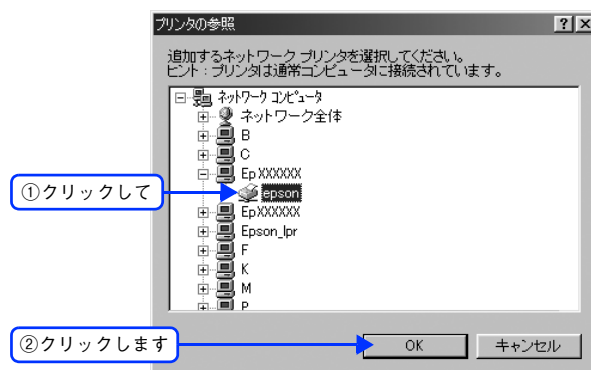 プリンタの参照
追加するネットワーク プリンタを選択してください。
ヒント : プリンタは通常コンピュータに接続されています。
ネットワーク コンピュータ
ネットワーク全体
B
C
Ep XXXXXX
①クリックして
epson
EpXXXXXX
Epson_lpr
F
K
M
P
②クリックします
OK
キャンセル